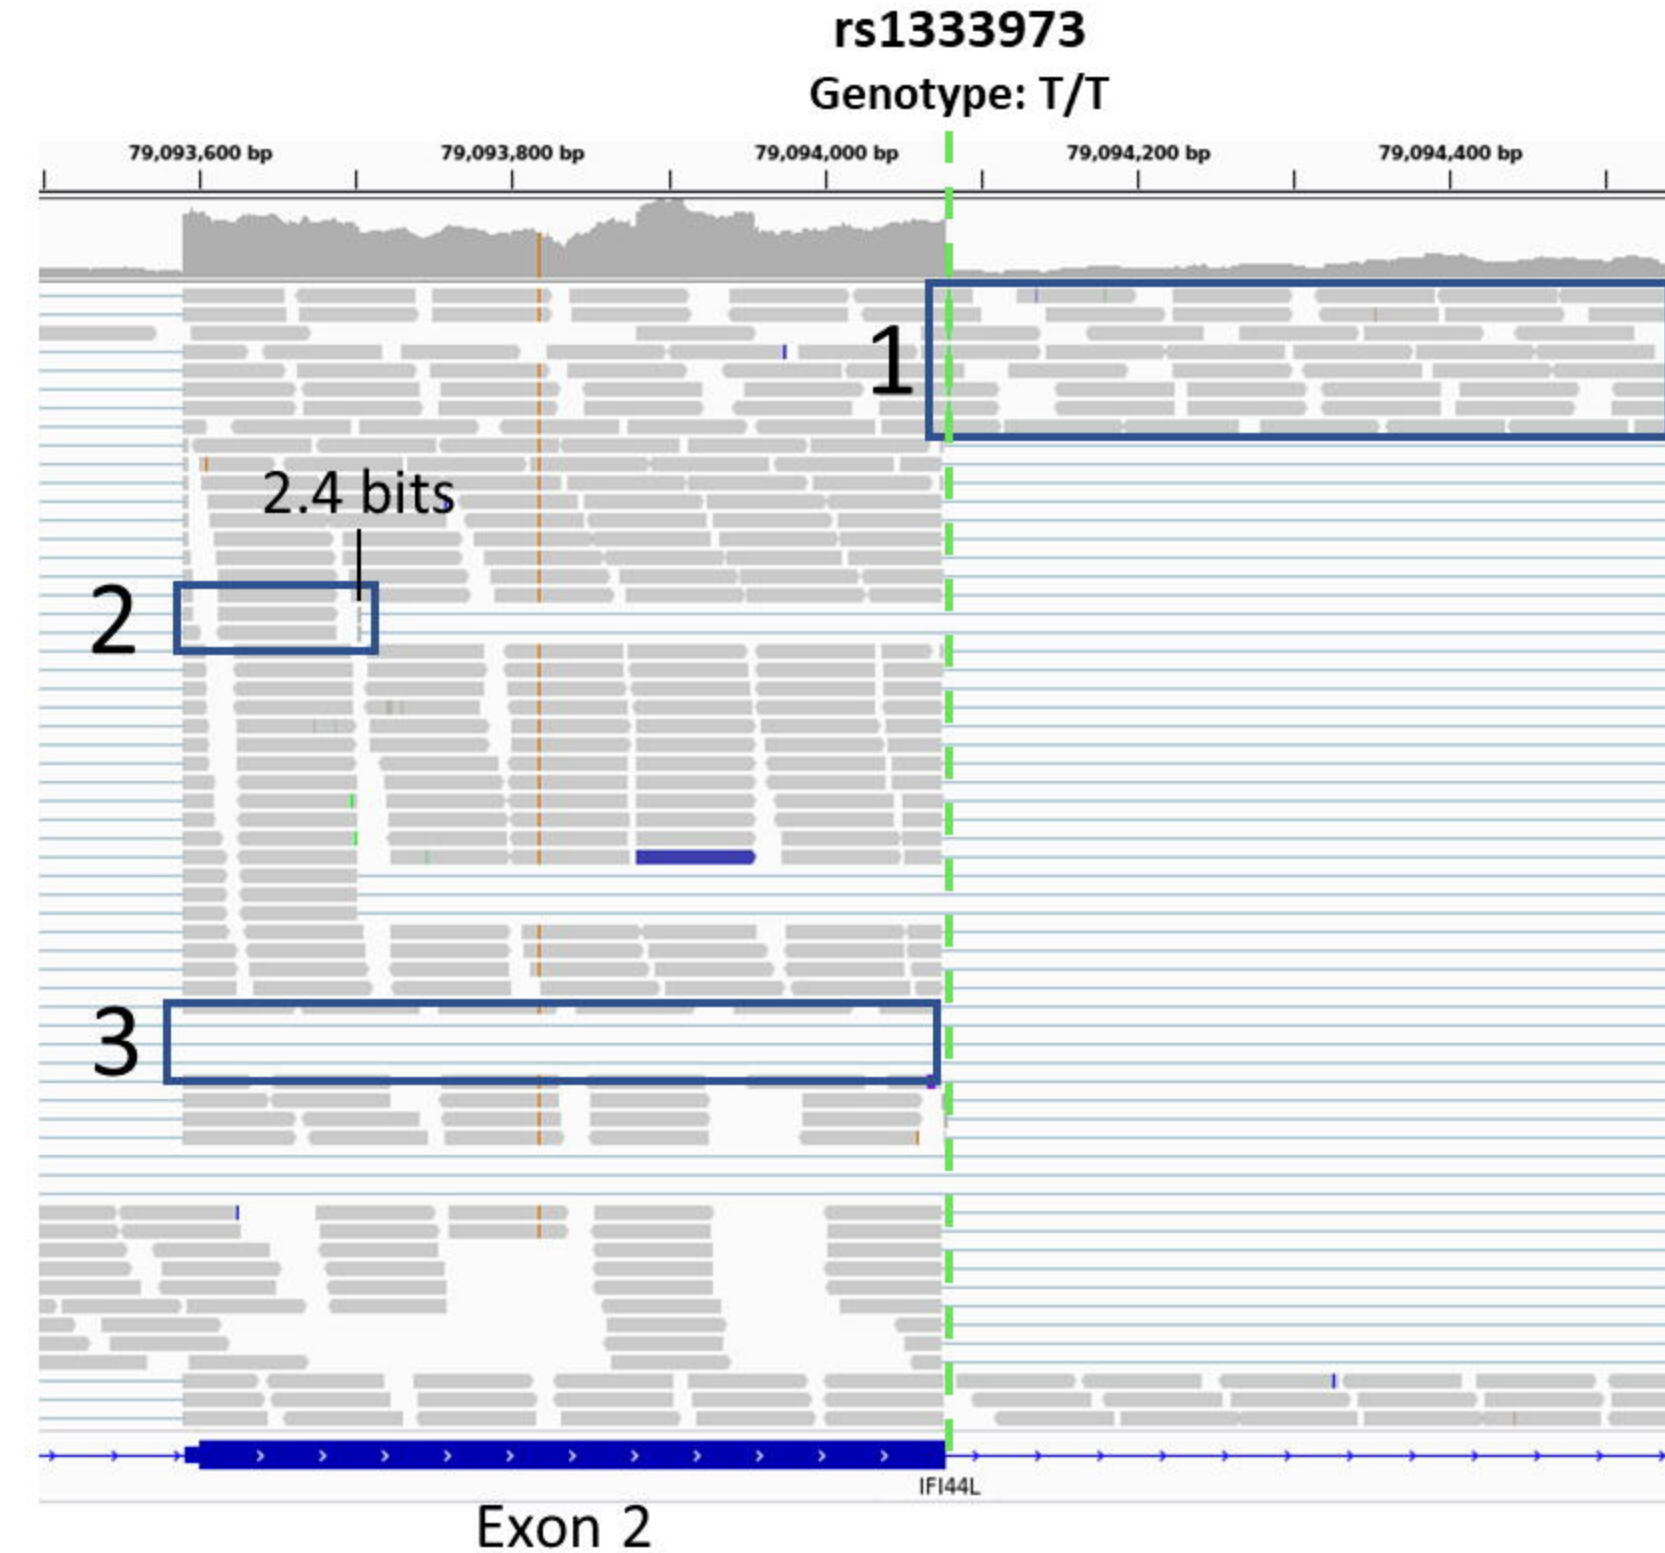 rs1333973
Genotype: T/T
79,093,600 bp 79,093,800 bp 79,094,000 bp 79,094,200 bp 79,094,400 bp
1
2.4 bits
2
3
IFI44L
Exon 2